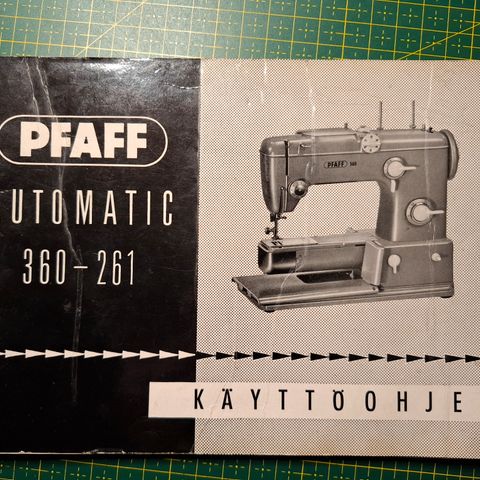 PFAFF
UTOMATIC
360-261
PFAFF 360
KÄYTTÖOHJE